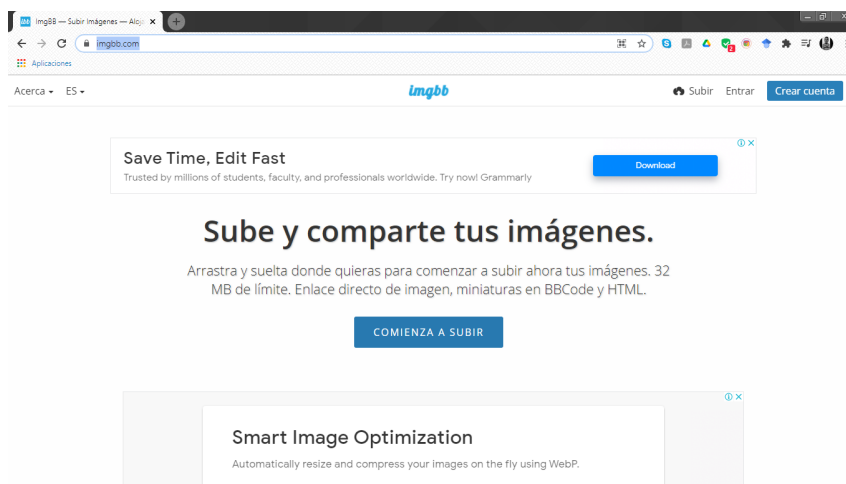 ImgBB — Subir Imágenes — Aloj
imgbb.com
2
Aplicaciones
Acerca ES imgbb Subir Entrar Crear cuenta
Save Time, Edit Fast
Trusted by millions of students, faculty, and professionals worldwide. Try now! Grammarly
Download
Sube y comparte tus imágenes.
Arrastra y suelta donde quieras para comenzar a subir ahora tus imágenes. 32
MB de límite. Enlace directo de imagen, miniaturas en BBCode y HTML.
COMIENZA A SUBIR
Smart Image Optimization
Automatically resize and compress your images on the fly using WebP.